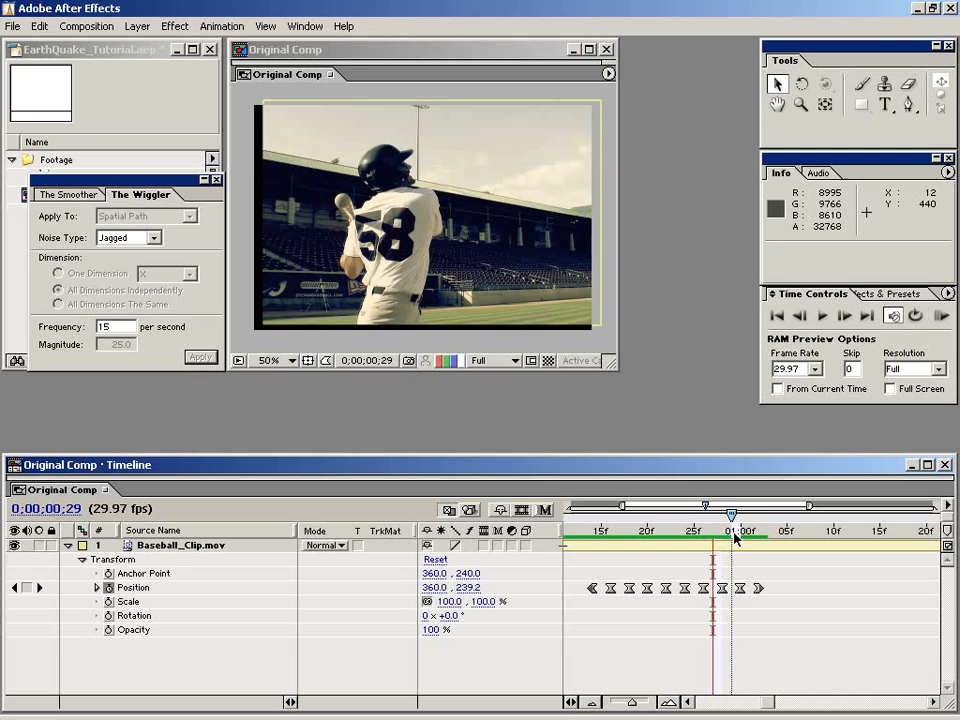 Adobe After Effects
File Edit Composition Layer Effect Animation View Window Help
EarthQuake_Tutorial.aep *
Name
Footage
The Smoother The Wiggler
Apply To: Spatial Path
Noise Type: Jagged
Dimension:
One Dimension X
All Dimensions Independently
All Dimensions The Same
Frequency: 15 per second
Magnitude: 25.0
Apply
Original Comp
Original Comp
58
50% 0;00;00;29 Full Active Ca
Tools
Info Audio
R: 8995 X: 12
G: 9766 Y: 440
B: 8610
A: 32768
Time Controls ects & Presets
RAM Preview Options
Frame Rate Skip Resolution
29.97 0 Full
From Current Time Full Screen
Original Comp · Timeline
Original Comp
0;00;00;29 (29.97 fps)
# Source Name Mode T TrkMat
15f 20f 25f 01:00f 05f 10f 15f 20f
1 Baseball_Clip.mov Normal
Transform Reset
Anchor Point 360.0 , 240.0
Position 360.0 , 239.2
Scale 100.0 , 100.0 %
Rotation 0 x +0.0 °
Opacity 100 %